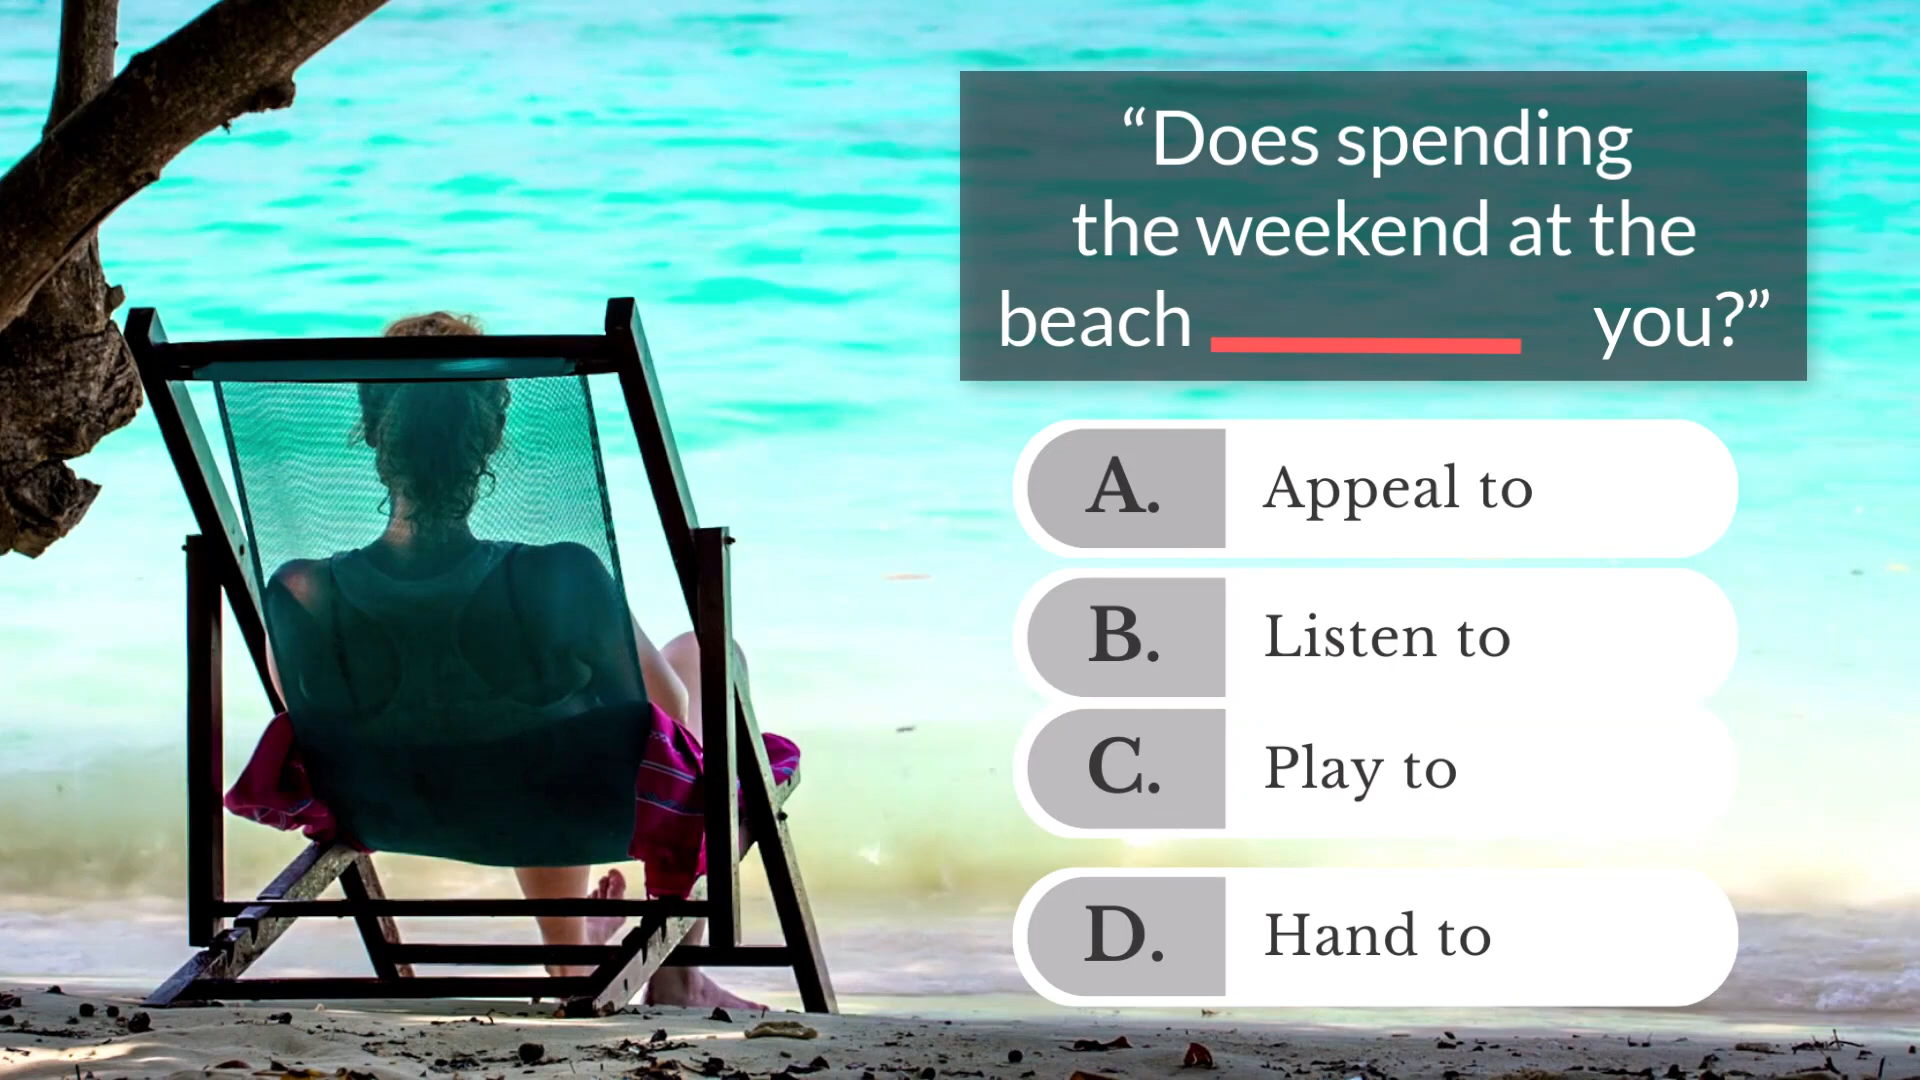 “Does spending
the weekend at the
beach you?”
A. Appeal to
B. Listen to
C. Play to
D. Hand to